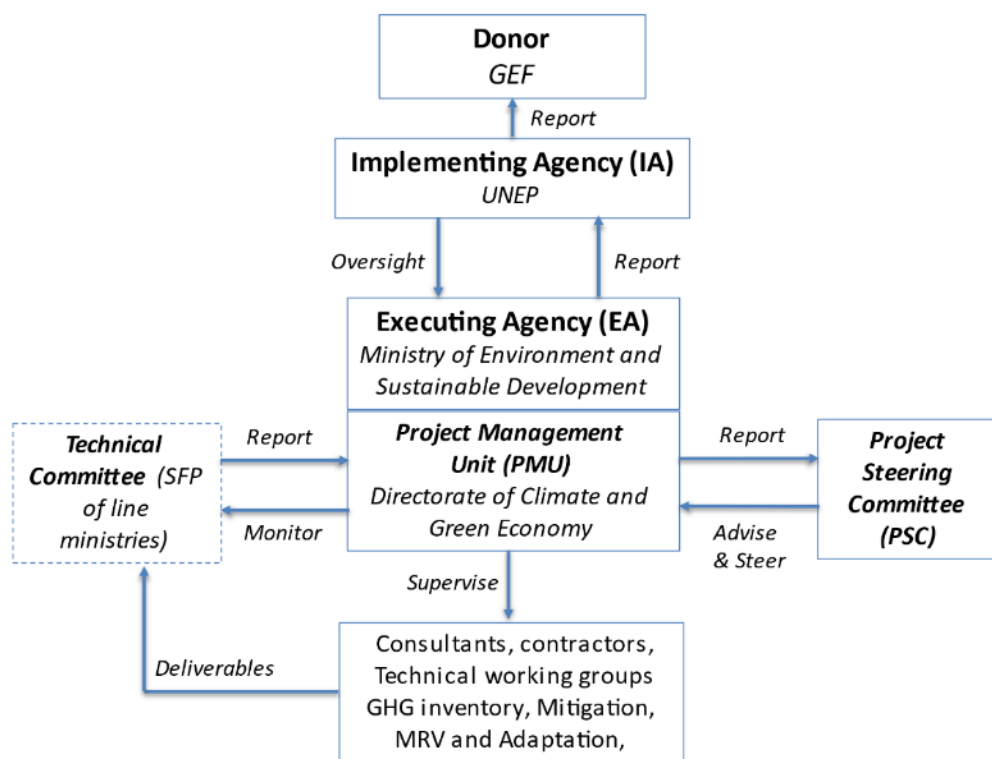 Donor
GEF
Report
Implementing Agency (IA)
UNEP
Oversight
Report
Executing Agency (EA)
Ministry of Environment and
Sustainable Development
Technical
Committee (SFP
of line
ministries)
Report
Monitor
Project Management
Unit (PMU)
Directorate of Climate and
Green Economy
Report
Advise
& Steer
Project
Steering
Committee
(PSC)
Supervise
Deliverables
Consultants, contractors,
Technical working groups
GHG inventory, Mitigation,
MRV and Adaptation,